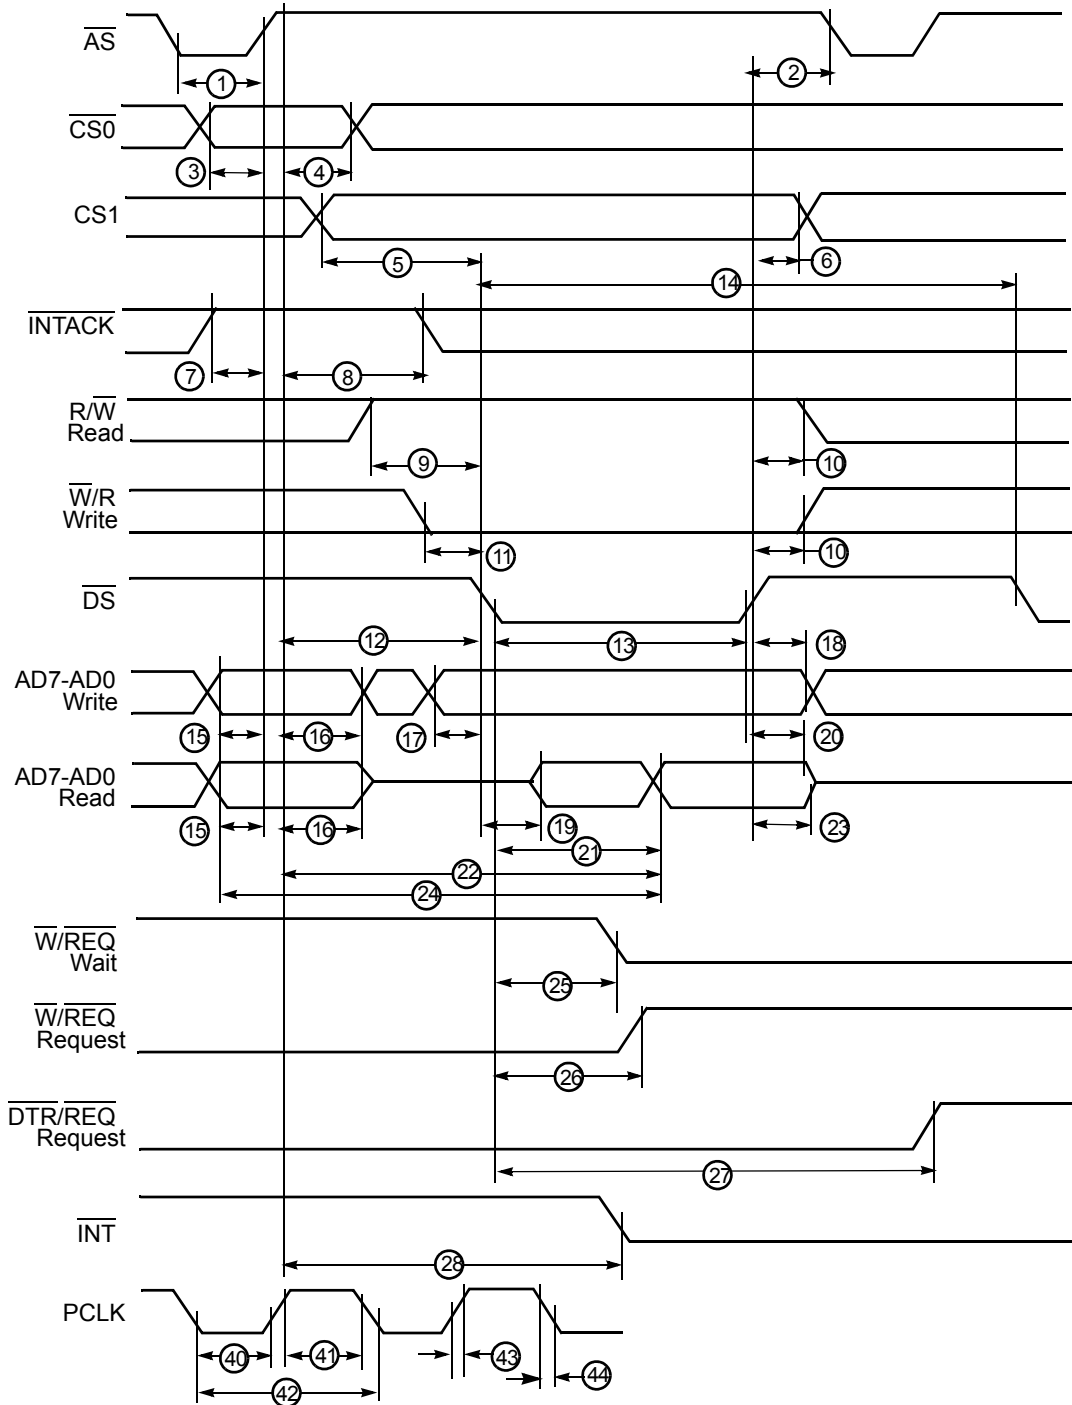 AS
1
2
CS0
3
4
CS1
5
6
14
INTACK
7
8
R/W
Read
9
10
W/R
Write
11
10
DS
12
13
18
AD7-AD0
Write
15
16
17
20
AD7-AD0
Read
15
16
19
23
21
22
24
W/REQ
Wait
25
W/REQ
Request
26
DTR/REQ
Request
27
INT
28
PCLK
40
41
43
44
42